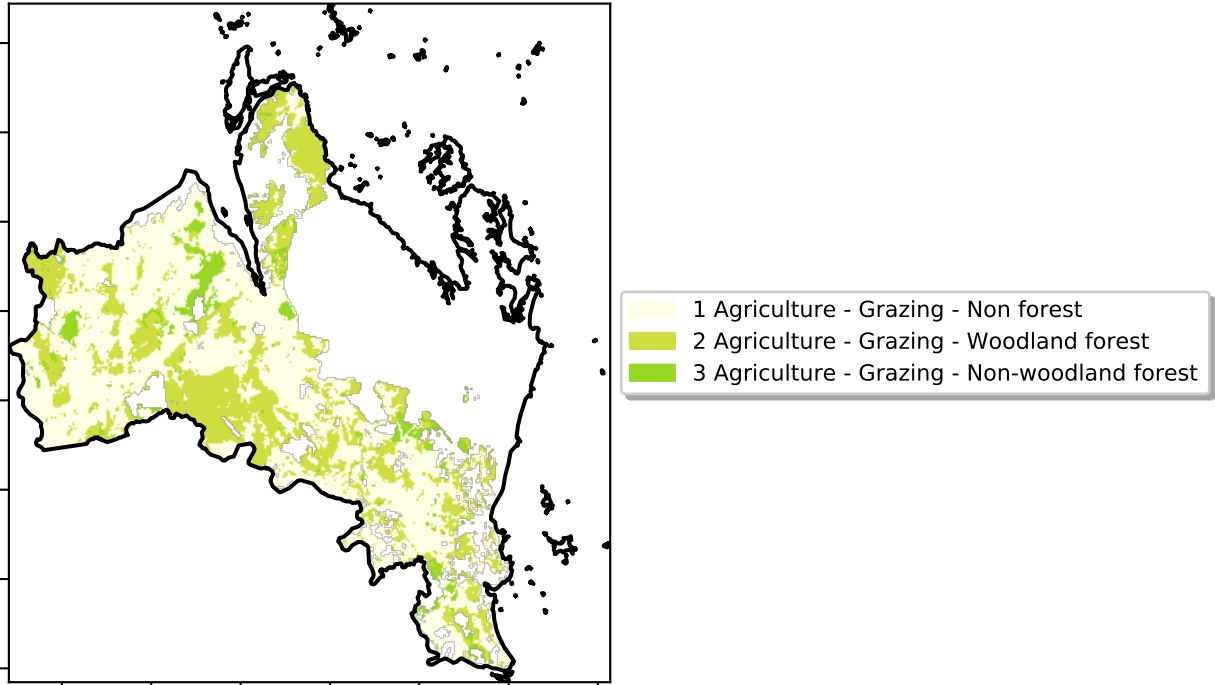 1 Agriculture - Grazing - Non forest
2 Agriculture - Grazing - Woodland forest
3 Agriculture - Grazing - Non-woodland forest